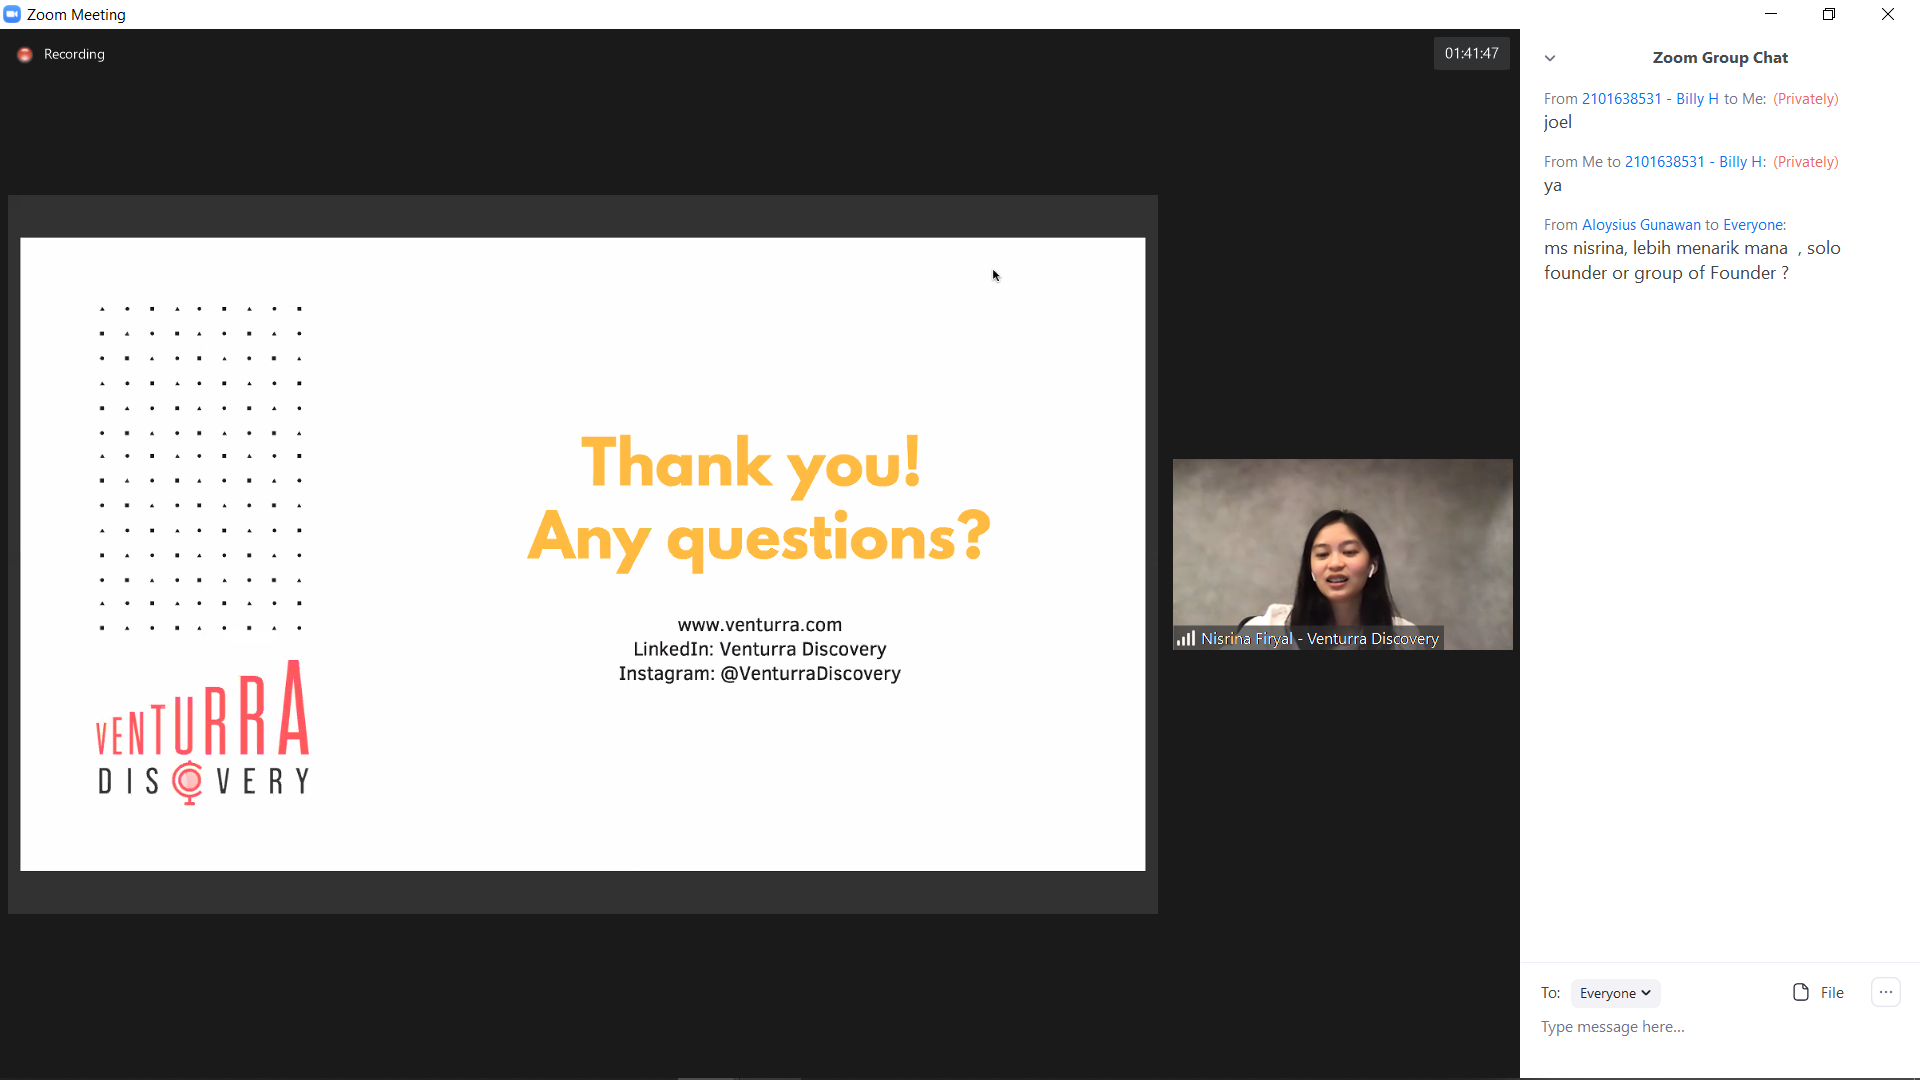 Zoom Meeting
Recording
01:41:47
Thank you!
Any questions?
www.venturra.com
LinkedIn: Venturra Discovery
Instagram: @VenturraDiscovery
VENTURRA
DISCOVERY
Nisrina Firyal - Venturra Discovery
Zoom Group Chat
From 2101638531 - Billy H to Me: (Privately)
joel
From Me to 2101638531 - Billy H: (Privately)
ya
From Aloysius Gunawan to Everyone:
ms nisrina, lebih menarik mana  , solo
founder or group of Founder ?
To: Everyone
File
Type message here...